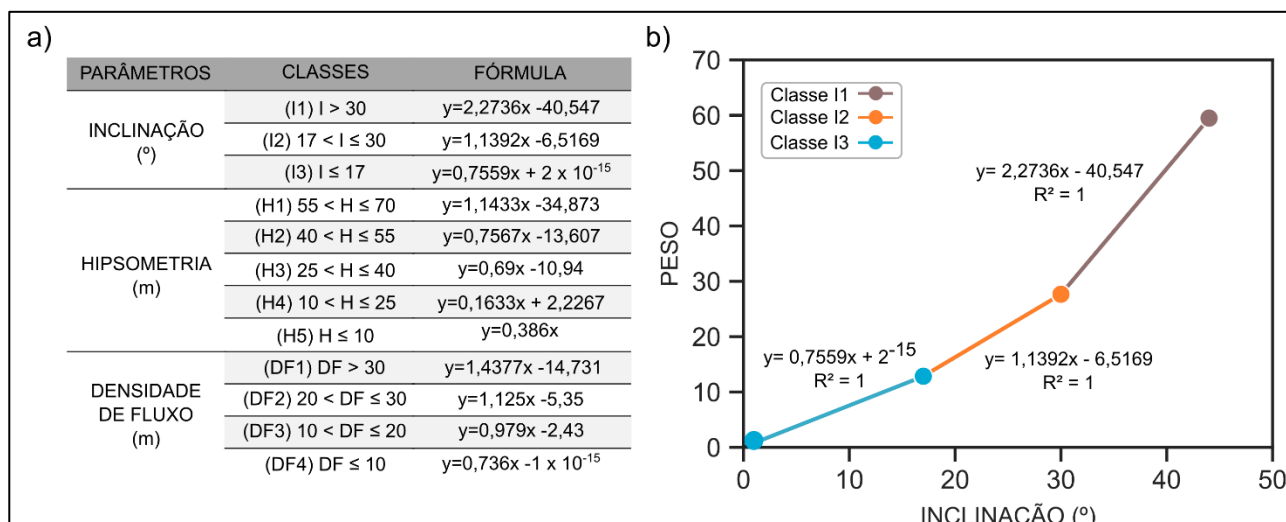 a)
PARÂMETROS CLASSES FÓRMULA
INCLINAÇÃO
(º)
(I1) I > 30 y=2,2736x -40,547
(I2) 17 < I ≤ 30 y=1,1392x -6,5169
(I3) I ≤ 17 y=0,7559x + 2 x 10⁻¹⁵
HIPSOMETRIA
(m)
(H1) 55 < H ≤ 70 y=1,1433x -34,873
(H2) 40 < H ≤ 55 y=0,7567x -13,607
(H3) 25 < H ≤ 40 y=0,69x -10,94
(H4) 10 < H ≤ 25 y=0,1633x + 2,2267
(H5) H ≤ 10 y=0,386x
DENSIDADE
DE FLUXO
(m)
(DF1) DF > 30 y=1,4377x -14,731
(DF2) 20 < DF ≤ 30 y=1,125x -5,35
(DF3) 10 < DF ≤ 20 y=0,979x -2,43
(DF4) DF ≤ 10 y=0,736x -1 x 10⁻¹⁵
b)
PESO
70
60
50
40
30
20
10
0
Classe I1
Classe I2
Classe I3
y= 2,2736x - 40,547
R² = 1
y= 0,7559x + 2⁻¹⁵
R² = 1
y= 1,1392x - 6,5169
R² = 1
0 10 20 30 40 50
INCLINAÇÃO (º)